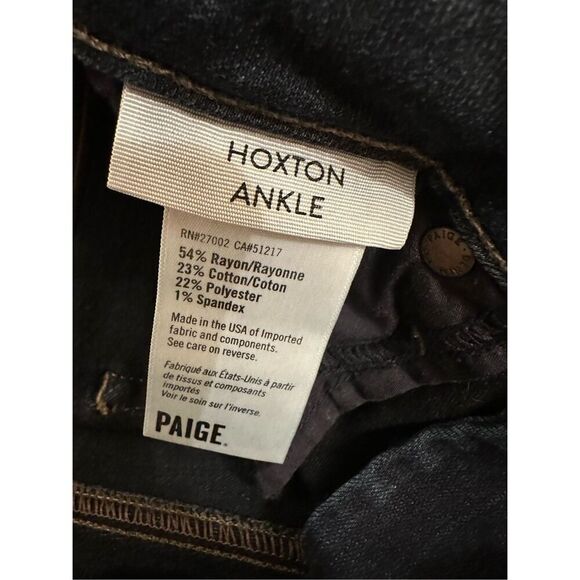 HOXTON
ANKLE
RN#27002 CA#51217
54% Rayon/Rayonne
23% Cotton/Coton
22% Polyester
1% Spandex
Made in the USA of Imported
fabric and components.
See care on reverse.
Fabriqué aux États-Unis à partir
de tissus et composants
importés
Voir le soin sur l'inverse.
PAIGE
PAIGE